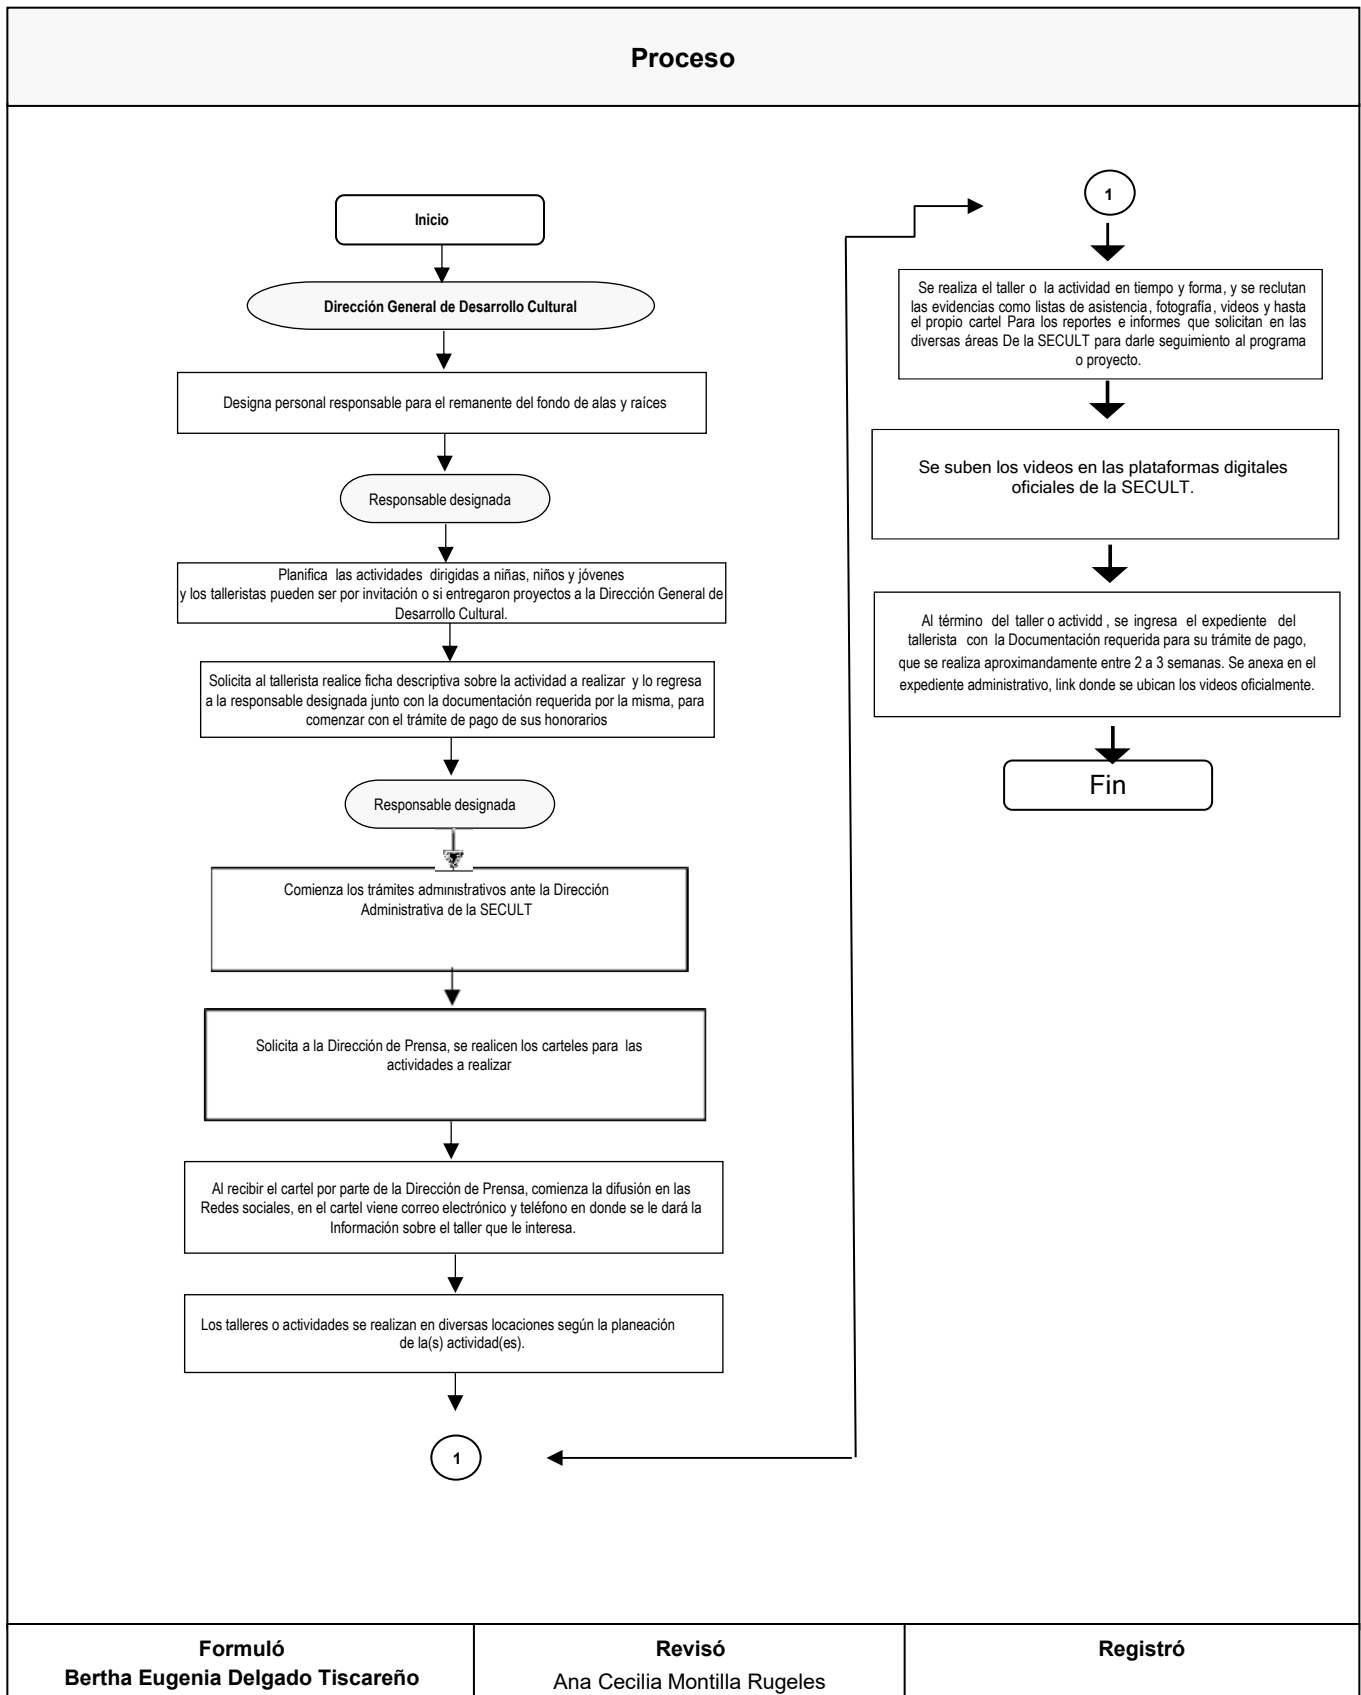 Proceso
Inicio
Dirección General de Desarrollo Cultural
Designa personal responsable para el remanente del fondo de alas y raíces
Responsable designada
Planifica las actividades dirigidas a niñas, niños y jóvenes
y los talleristas pueden ser por invitación o si entregaron proyectos a la Dirección General de
Desarrollo Cultural.
Solicita al tallerista realice ficha descriptiva sobre la actividad a realizar y lo regresa
a la responsable designada junto con la documentación requerida por la misma, para
comenzar con el trámite de pago de sus honorarios
Responsable designada
Comienza los trámites administrativos ante la Dirección
Administrativa de la SECULT
Solicita a la Dirección de Prensa, se realicen los carteles para las
actividades a realizar
Al recibir el cartel por parte de la Dirección de Prensa, comienza la difusión en las
Redes sociales, en el cartel viene correo electrónico y teléfono en donde se le dará la
Información sobre el taller que le interesa.
Los talleres o actividades se realizan en diversas locaciones según la planeación
de la(s) actividad(es).
1
1
Se realiza el taller o la actividad en tiempo y forma, y se reclutan
las evidencias como listas de asistencia, fotografía, videos y hasta
el propio cartel Para los reportes e informes que solicitan en las
diversas áreas De la SECULT para darle seguimiento al programa
o proyecto.
Se suben los videos en las plataformas digitales
oficiales de la SECULT.
Al término del taller o actividd , se ingresa el expediente del
tallerista con la Documentación requerida para su trámite de pago,
que se realiza aproximandamente entre 2 a 3 semanas. Se anexa en el
expediente administrativo, link donde se ubican los videos oficialmente.
Fin
Formuló
Bertha Eugenia Delgado Tiscareño
Revisó
Ana Cecilia Montilla Rugeles
Registró